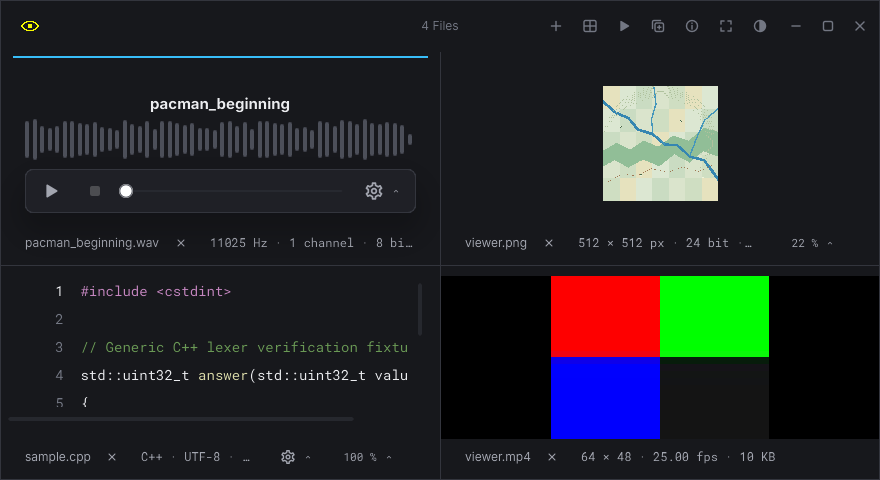 4 Files
pacman_beginning
pacman_beginning.wav × 11025 Hz · 1 channel · 8 bi…
viewer.png × 512 × 512 px · 24 bit ·… 22 %
1 #include <cstdint>
2
3 // Generic C++ lexer verification fixtu
4 std::uint32_t answer(std::uint32_t valu
5 {
sample.cpp × C++ · UTF-8 · … 100 %
viewer.mp4 × 64 × 48 · 25.00 fps · 10 KB